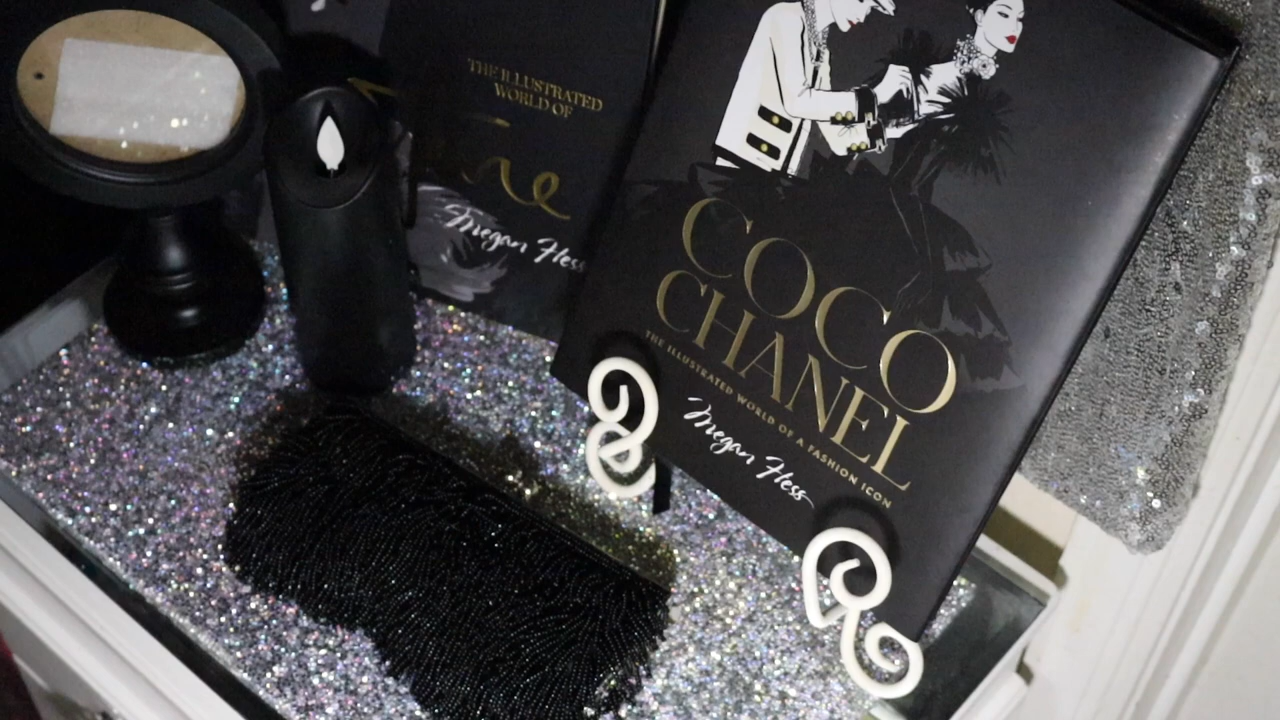 THE ILLUSTRATED
WORLD OF
Megan Hess
COCO
CHANEL
THE ILLUSTRATED WORLD OF A FASHION ICON
Megan Hess